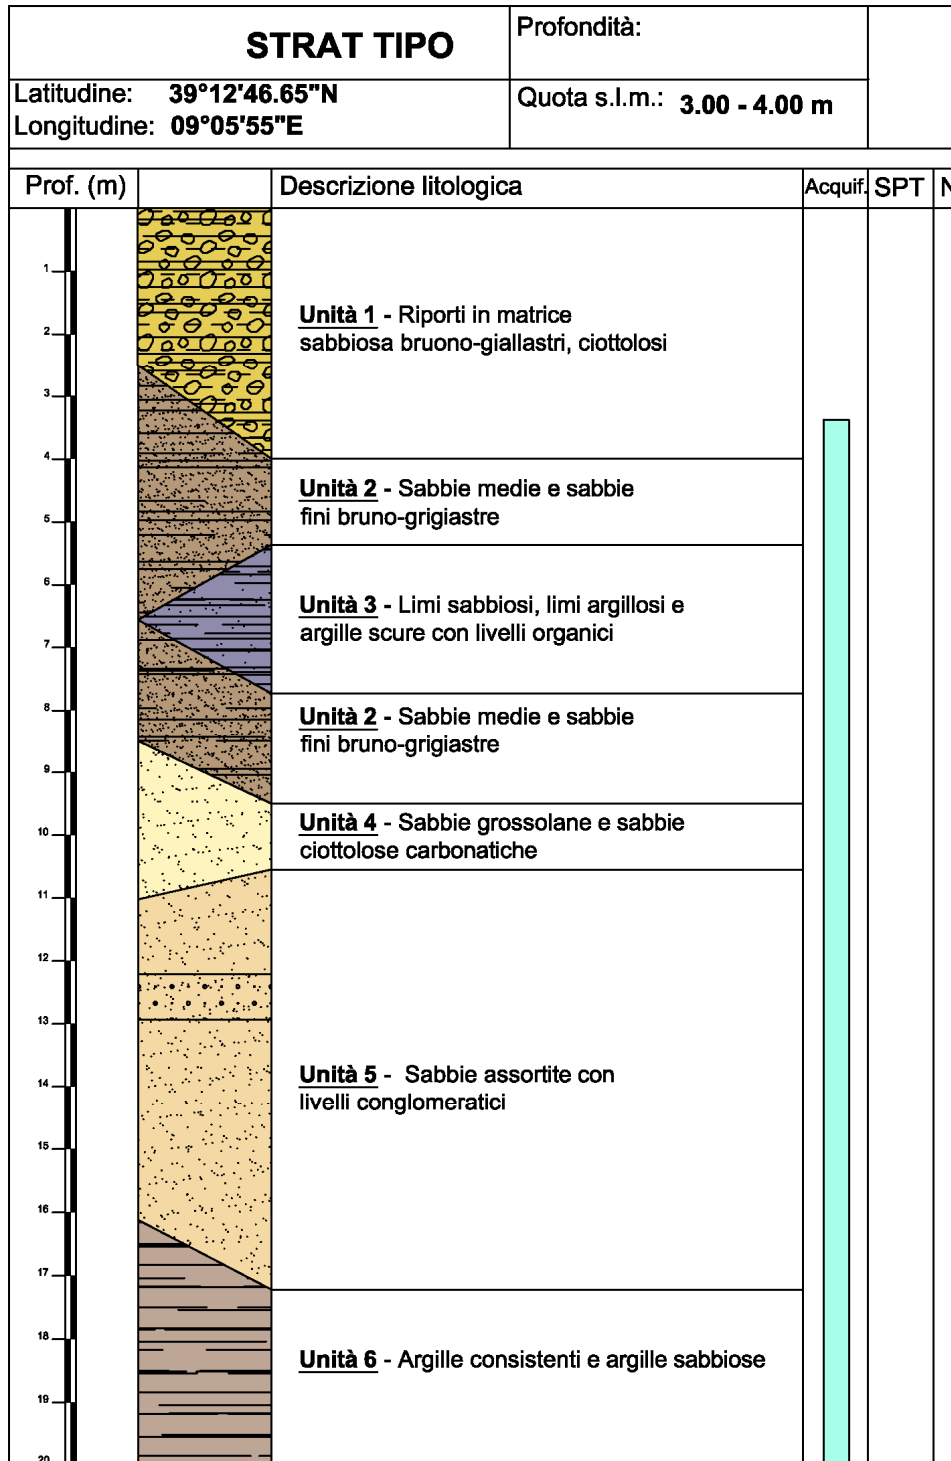 STRAT TIPO
Profondità:
Latitudine: 39°12'46.65"N
Longitudine: 09°05'55"E
Quota s.l.m.: 3.00 - 4.00 m
Prof. (m)
Descrizione litologica
Acquif.
SPT
N
1
2
Unità 1 - Riporti in matrice
sabbiosa bruono-giallastri, ciottolosi
3
4
Unità 2 - Sabbie medie e sabbie
fini bruno-grigiastre
5
6
Unità 3 - Limi sabbiosi, limi argillosi e
argille scure con livelli organici
7
8
Unità 2 - Sabbie medie e sabbie
fini bruno-grigiastre
9
10
Unità 4 - Sabbie grossolane e sabbie
ciottolose carbonatiche
11
12
13
14
Unità 5 - Sabbie assortite con
livelli conglomeratici
15
16
17
18
Unità 6 - Argille consistenti e argille sabbiose
19
20